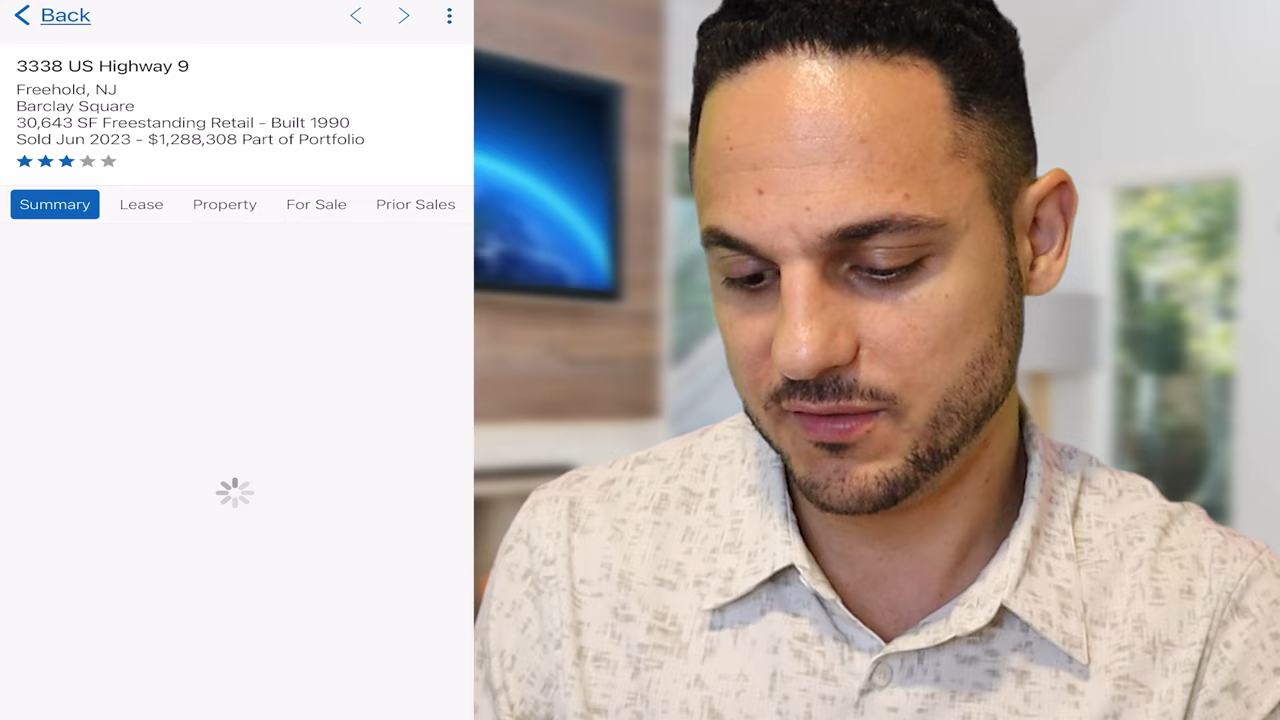 Back
3338 US Highway 9
Freehold, NJ
Barclay Square
30,643 SF Freestanding Retail - Built 1990
Sold Jun 2023 - $1,288,308 Part of Portfolio
Summary Lease Property For Sale Prior Sales